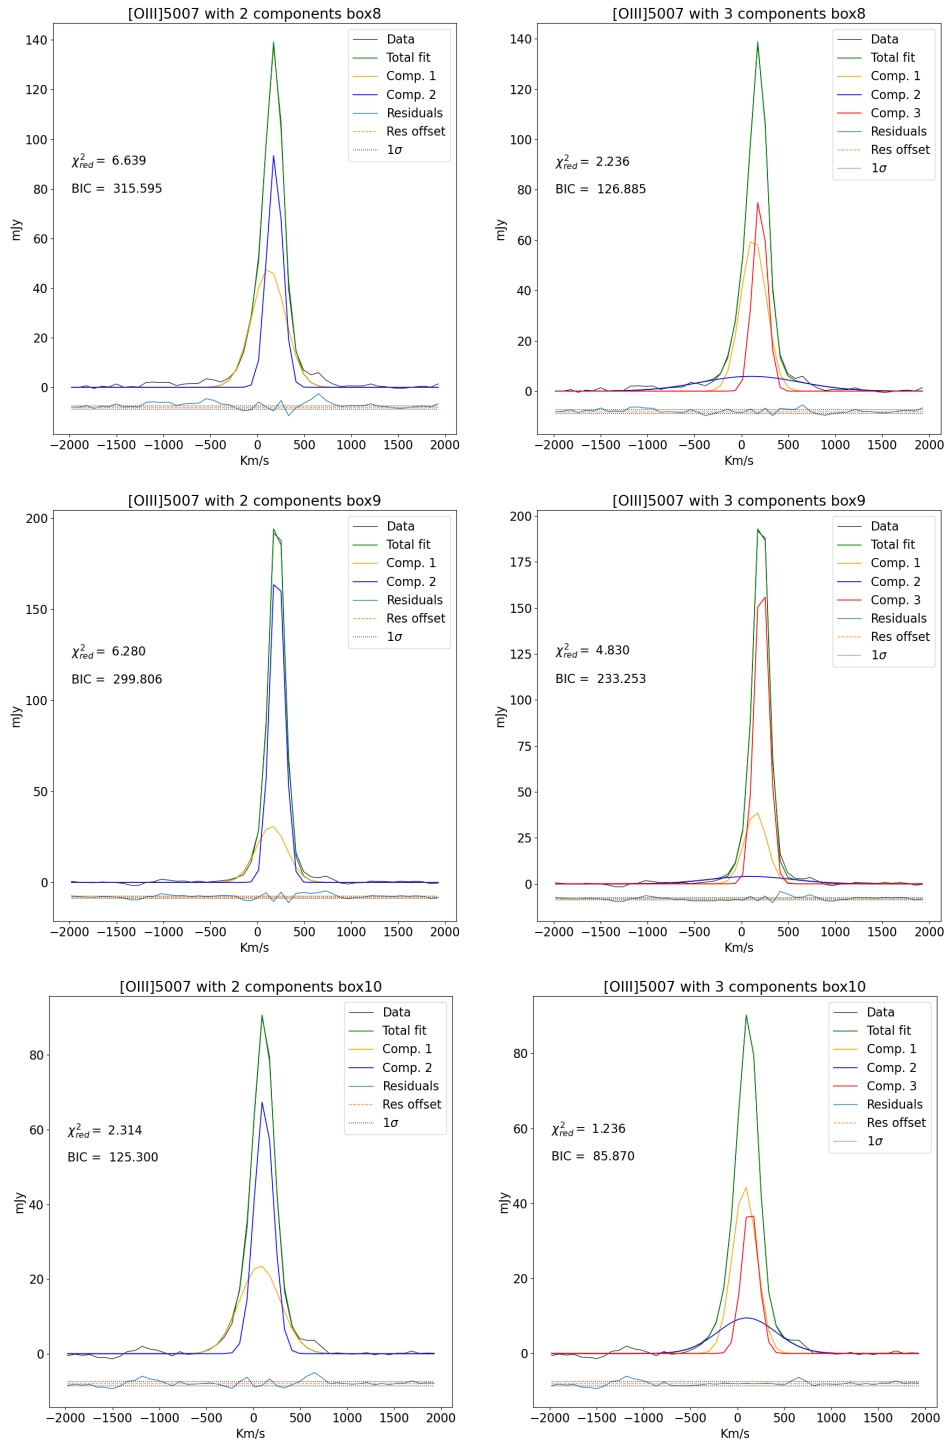 [OIII]5007 with 2 components box8
140
120
100
80
60
40
20
0
mJy
χ²red = 6.639
BIC = 315.595
Data
Total fit
Comp. 1
Comp. 2
Residuals
Res offset
1σ
−2000 −1500 −1000 −500 0 500 1000 1500 2000
Km/s
[OIII]5007 with 3 components box8
140
120
100
80
60
40
20
0
mJy
χ²red = 2.236
BIC = 126.885
Data
Total fit
Comp. 1
Comp. 2
Comp. 3
Residuals
Res offset
1σ
−2000 −1500 −1000 −500 0 500 1000 1500 2000
Km/s
[OIII]5007 with 2 components box9
200
150
100
50
0
mJy
χ²red = 6.280
BIC = 299.806
Data
Total fit
Comp. 1
Comp. 2
Residuals
Res offset
1σ
−2000 −1500 −1000 −500 0 500 1000 1500 2000
Km/s
[OIII]5007 with 3 components box9
200
175
150
125
100
75
50
25
0
mJy
χ²red = 4.830
BIC = 233.253
Data
Total fit
Comp. 1
Comp. 2
Comp. 3
Residuals
Res offset
1σ
−2000 −1500 −1000 −500 0 500 1000 1500 2000
Km/s
[OIII]5007 with 2 components box10
80
60
40
20
0
mJy
χ²red = 2.314
BIC = 125.300
Data
Total fit
Comp. 1
Comp. 2
Residuals
Res offset
1σ
−2000 −1500 −1000 −500 0 500 1000 1500 2000
Km/s
[OIII]5007 with 3 components box10
80
60
40
20
0
mJy
χ²red = 1.236
BIC = 85.870
Data
Total fit
Comp. 1
Comp. 2
Comp. 3
Residuals
Res offset
1σ
−2000 −1500 −1000 −500 0 500 1000 1500 2000
Km/s